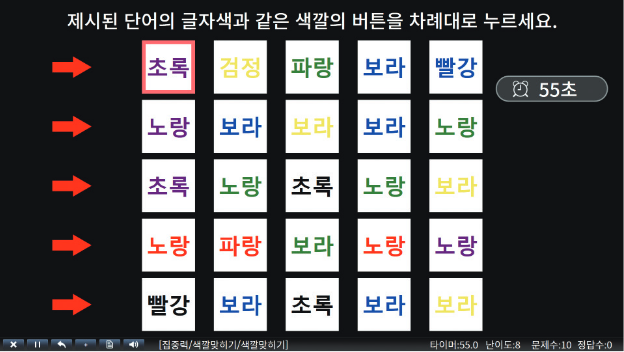 제시된 단어의 글자색과 같은 색깔의 버튼을 차례대로 누르세요.
초록 검정 파랑 보라 빨강
55초
노랑 보라 보라 보라 노랑
초록 노랑 초록 노랑 보라
노랑 파랑 보라 노랑 노랑
빨강 보라 초록 보라 보라
[집중력/색깔맞히기/색깔맞히기] 타이머:55.0 난이도:8 문제수:10 정답수:0